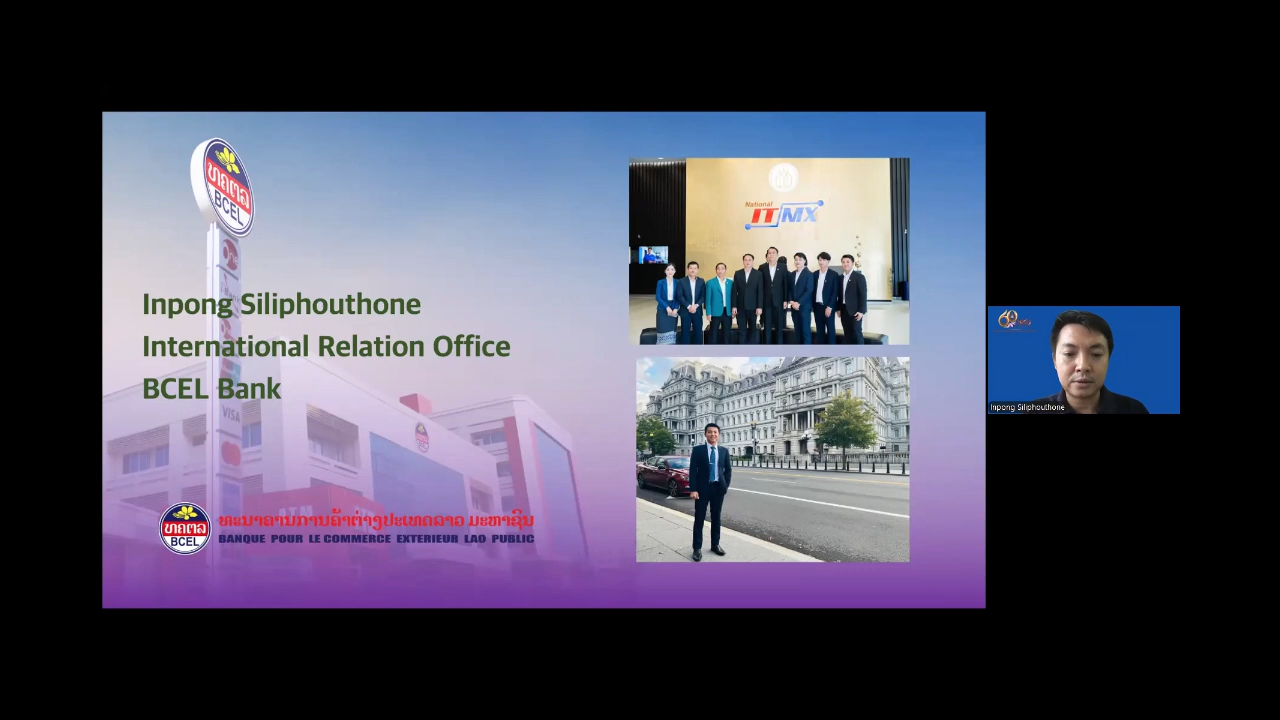 ທຄຕລ
BCEL
One
VISA
Inpong Siliphouthone
International Relation Office
BCEL Bank
ທຄຕລ
BCEL
ທະນາຄານການຄ້າຕ່າງປະເທດລາວ ມະຫາຊົນ
BANQUE POUR LE COMMERCE EXTERIEUR LAO PUBLIC
National
ITMX
60
Inpong Siliphouthone